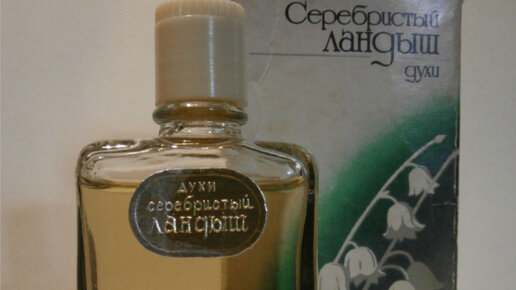 Серебристый
ландыш
духи
духи
серебристый
ландыш